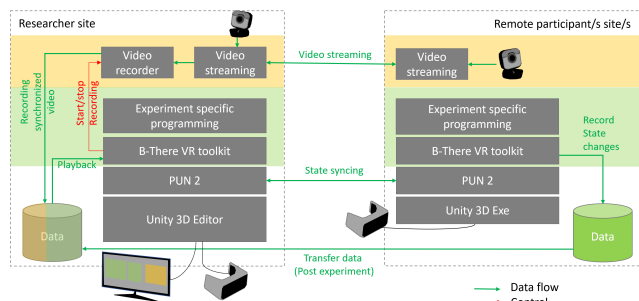 Researcher site
Remote participant/s site/s
Video
recorder
Video
streaming
Video streaming
Video
streaming
Recording
synchronized
video
Start/stop
Recording
Experiment specific
programming
Experiment specific
programming
Record
State
changes
B-There VR toolkit
B-There VR toolkit
Playback
PUN 2
State syncing
PUN 2
Unity 3D Editor
Unity 3D Exe
Data
Data
Transfer data
(Post experiment)
Data flow
Control